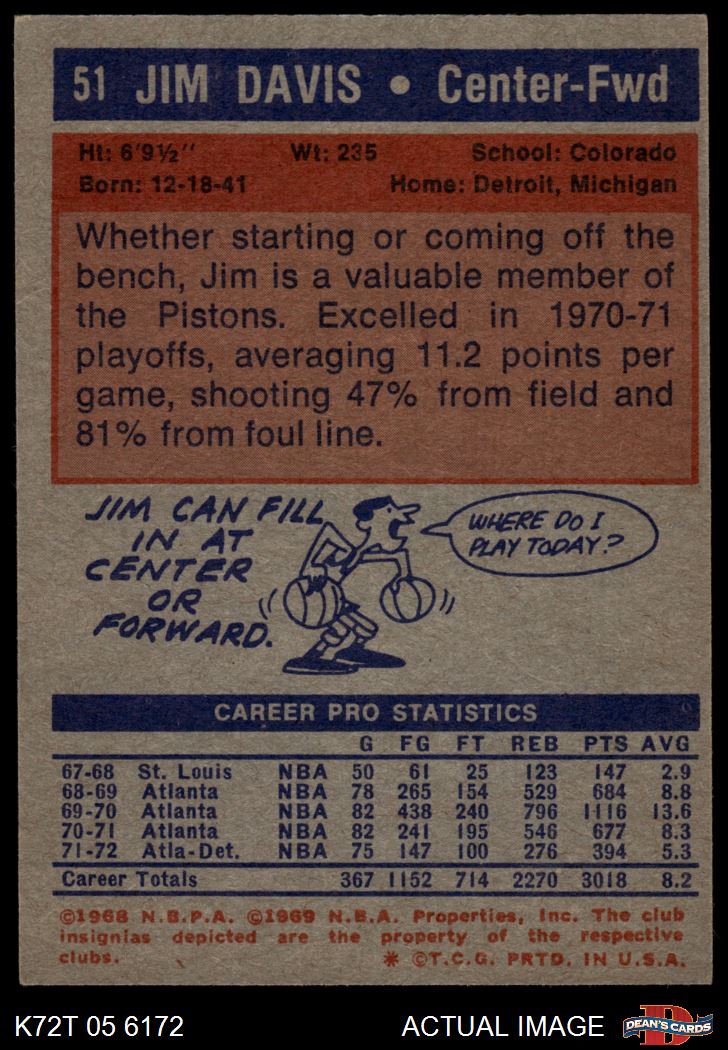 51 JIM DAVIS • Center-Fwd
Ht: 6'9½" Wt: 235 School: Colorado
Born: 12-18-41 Home: Detroit, Michigan
Whether starting or coming off the
bench, Jim is a valuable member of
the Pistons. Excelled in 1970-71
playoffs, averaging 11.2 points per
game, shooting 47% from field and
81% from foul line.
JIM CAN FILL
IN AT
CENTER
OR
FORWARD.
WHERE DO I
PLAY TODAY?
CAREER PRO STATISTICS
G FG FT REB PTS AVG
67-68 St. Louis NBA 50 61 25 123 147 2.9
68-69 Atlanta NBA 78 265 154 529 684 8.8
69-70 Atlanta NBA 82 438 240 796 1116 13.6
70-71 Atlanta NBA 82 241 195 546 677 8.3
71-72 Atla-Det. NBA 75 147 100 276 394 5.3
Career Totals 367 1152 714 2270 3018 8.2
©1968 N.B.P.A. ©1969 N.B.A. Properties, Inc. The club
insignias depicted are the property of the respective
clubs. * ©T.C.G. PRTD. IN U.S.A.
K72T 05 6172 ACTUAL IMAGE DEAN'S CARDS